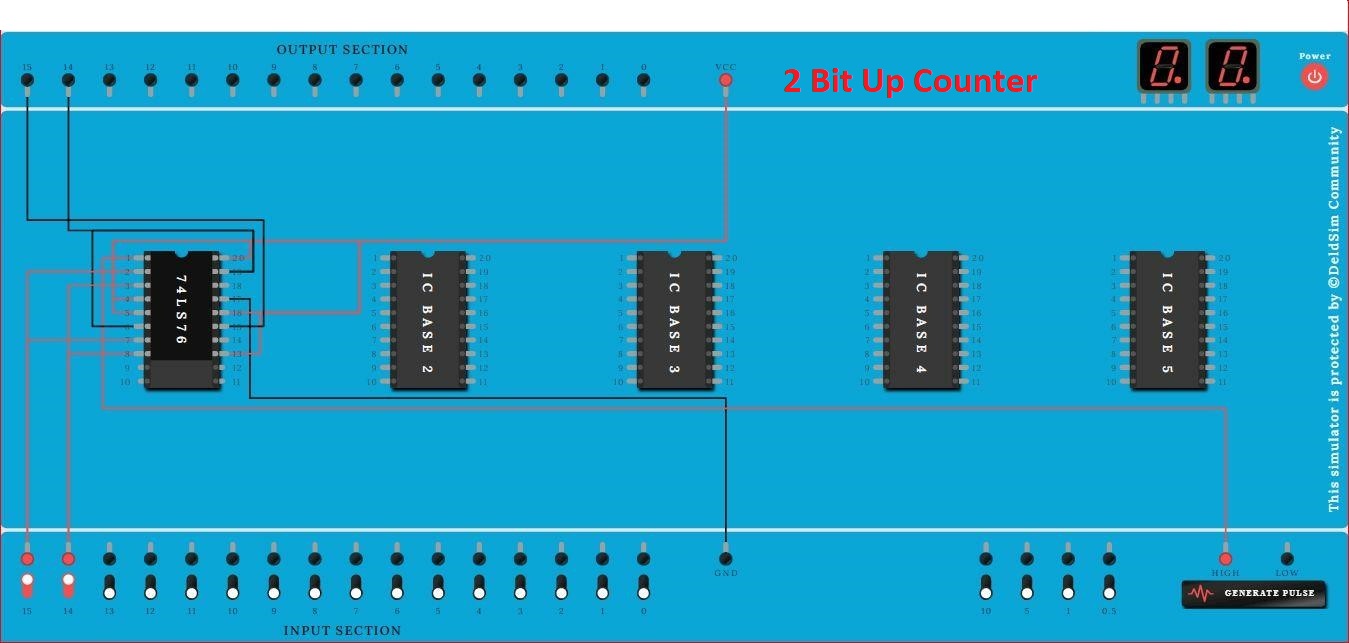 OUTPUT SECTION
15 14 13 12 11 10 9 8 7 6 5 4 3 2 1 0 VCC
2 Bit Up Counter
Power
This simulator is protected by ©DeldSim Community
1 2 3 4 5 6 7 8 9 10
74LS76
20 19 18 17 16 15 14 13 12 11
1 2 3 4 5 6 7 8 9 10
IC BASE 2
20 19 18 17 16 15 14 13 12 11
1 2 3 4 5 6 7 8 9 10
IC BASE 3
20 19 18 17 16 15 14 13 12 11
1 2 3 4 5 6 7 8 9 10
IC BASE 4
20 19 18 17 16 15 14 13 12 11
1 2 3 4 5 6 7 8 9 10
IC BASE 5
20 19 18 17 16 15 14 13 12 11
GND
HIGH LOW
GENERATE PULSE
15 14 13 12 11 10 9 8 7 6 5 4 3 2 1 0
10 5 1 0.5
INPUT SECTION